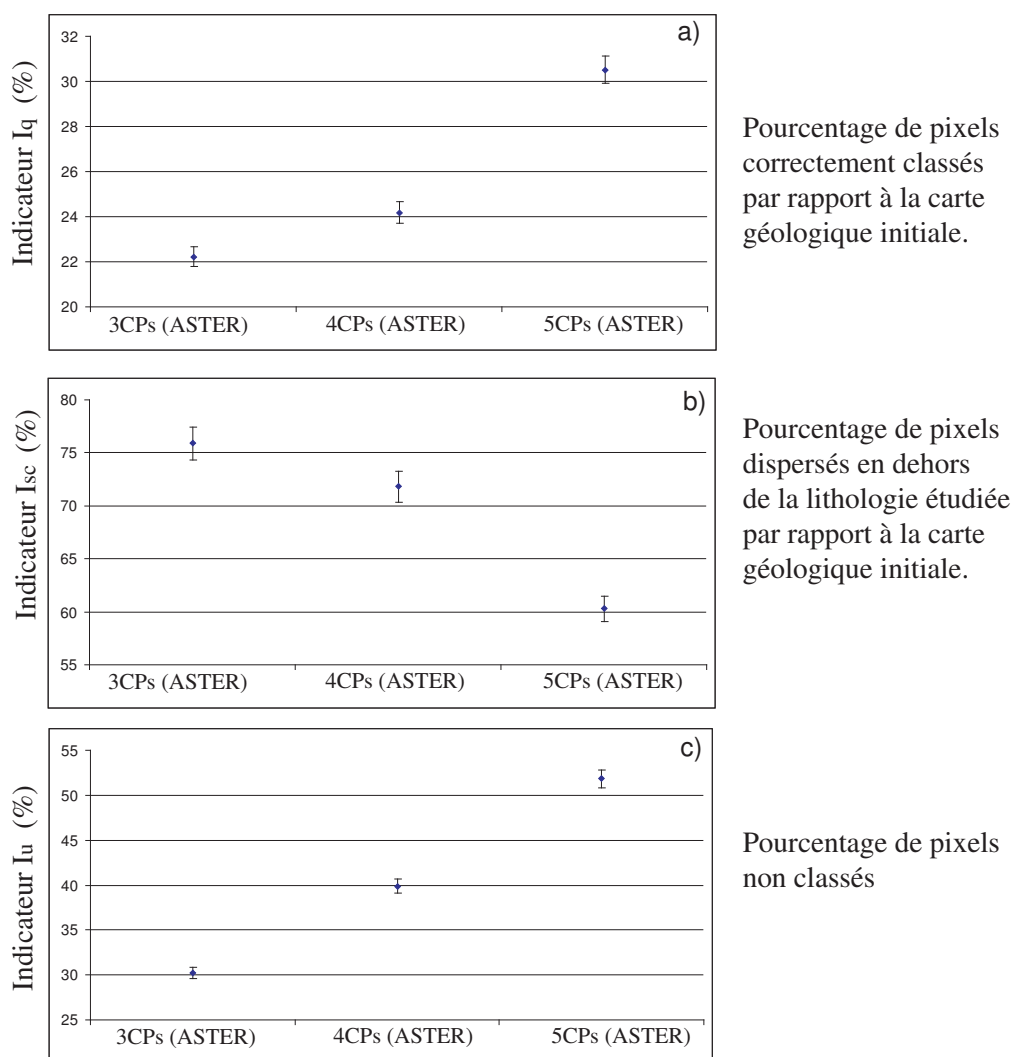 a)
Indicateur Iq (%)
32
30
28
26
24
22
20
3CPs (ASTER) 4CPs (ASTER) 5CPs (ASTER)
Pourcentage de pixels
correctement classés
par rapport à la carte
géologique initiale.
b)
Indicateur Isc (%)
80
75
70
65
60
55
3CPs (ASTER) 4CPs (ASTER) 5CPs (ASTER)
Pourcentage de pixels
dispersés en dehors
de la lithologie étudiée
par rapport à la carte
géologique initiale.
c)
Indicateur Iu (%)
55
50
45
40
35
30
25
3CPs (ASTER) 4CPs (ASTER) 5CPs (ASTER)
Pourcentage de pixels
non classés